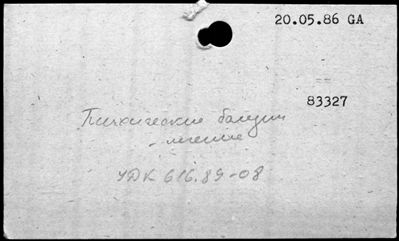 20.05.86 GA
83327
Психические болезни
- лечение
УДК 616.89-08